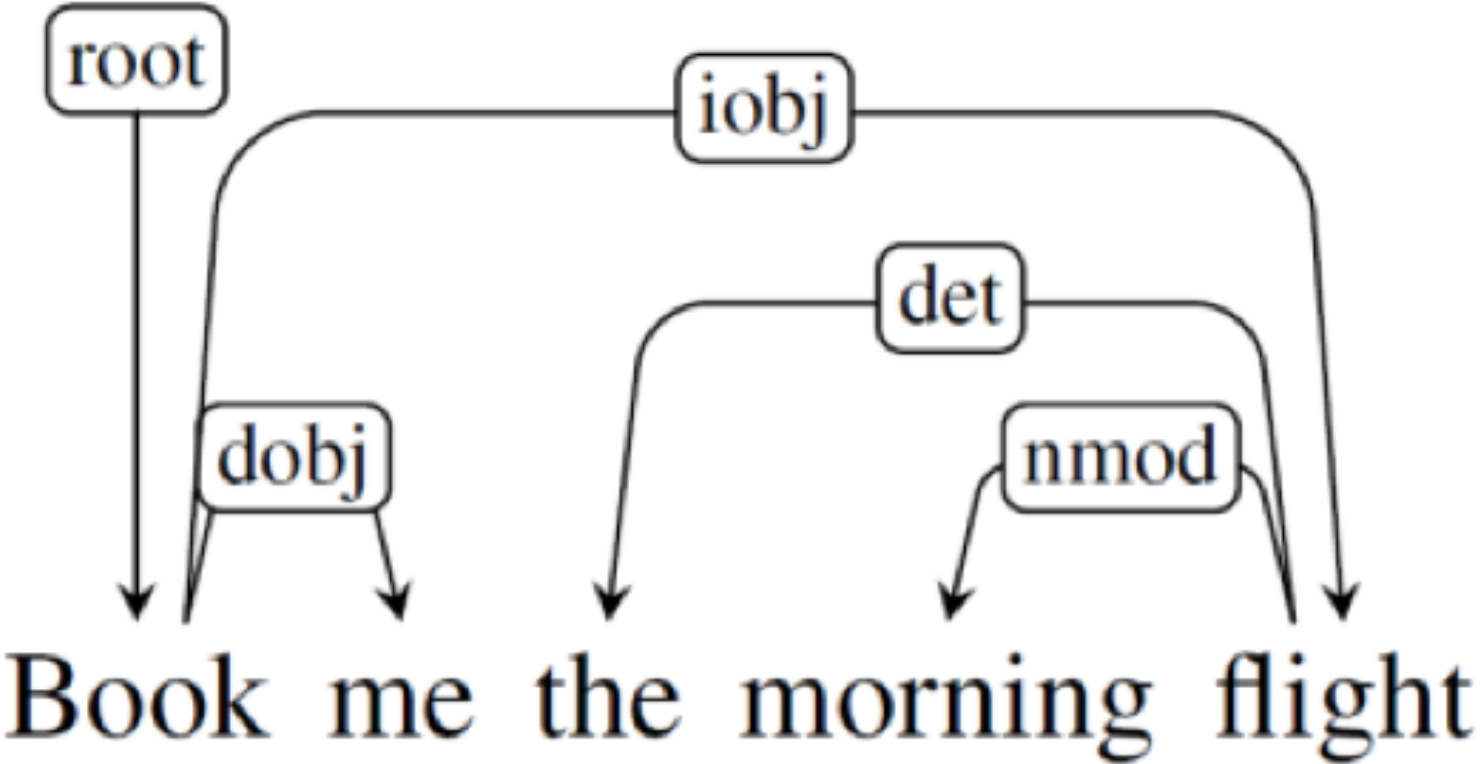 root
iobj
det
dobj nmod
Book me the morning flight